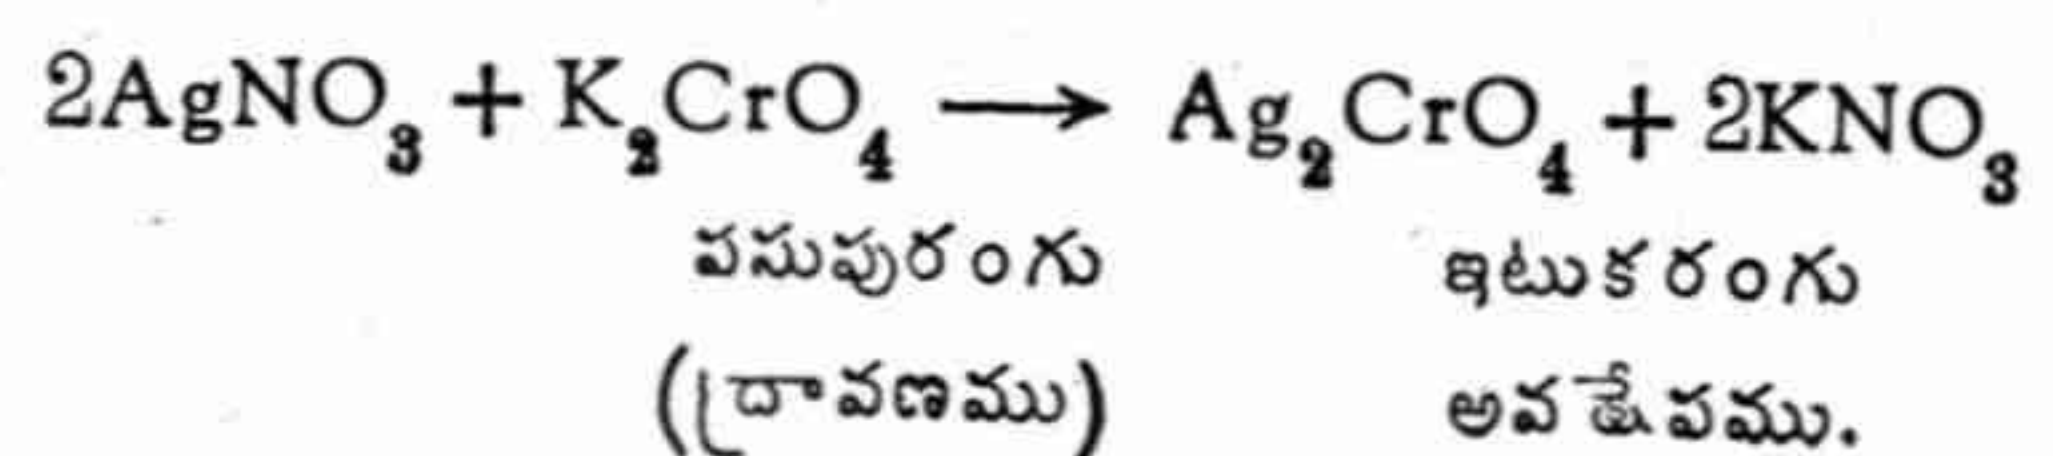 2AgNO₃ + K₂CrO₄ ⟶ Ag₂CrO₄ + 2KNO₃
పసుపురంగు ఇటుకరంగు
(ద్రావణము) అవక్షేపము.